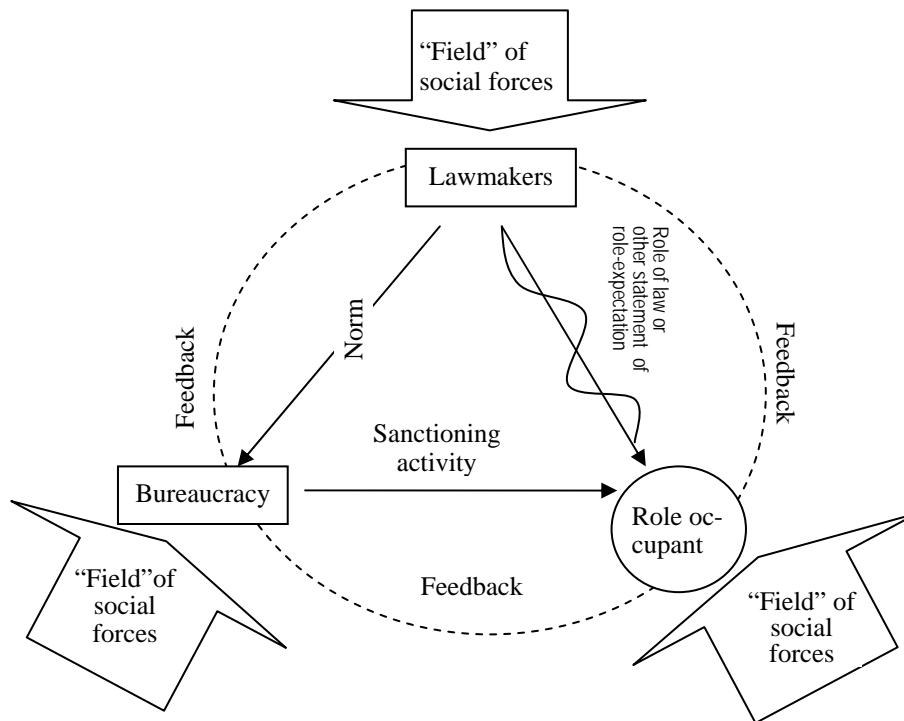 “Field” of
social forces
Lawmakers
Role of law or
other statement of
role-expectation
Norm
Feedback
Feedback
Sanctioning
activity
Bureaucracy
Role oc-
cupant
Feedback
“Field”of
social
forces
“Field” of
social
forces